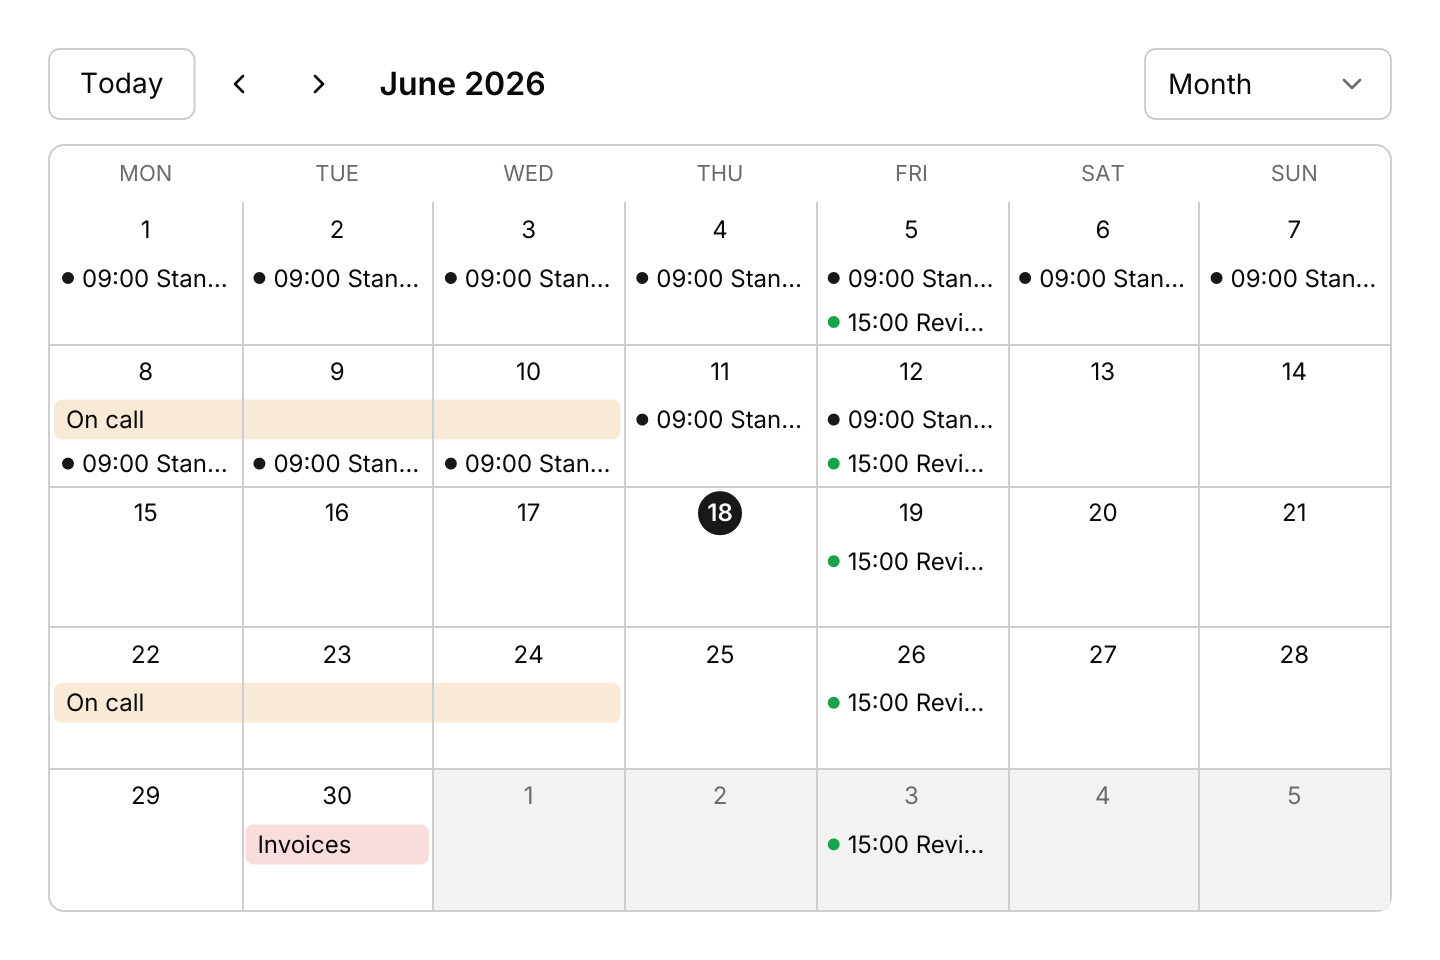 Today June 2026 Month
MON TUE WED THU FRI SAT SUN
1 2 3 4 5 6 7
09:00 Stan... 09:00 Stan... 09:00 Stan... 09:00 Stan... 09:00 Stan... 09:00 Stan... 09:00 Stan...
15:00 Revi...
8 9 10 11 12 13 14
On call 09:00 Stan... 09:00 Stan...
09:00 Stan... 09:00 Stan... 09:00 Stan... 15:00 Revi...
15 16 17 18 19 20 21
15:00 Revi...
22 23 24 25 26 27 28
On call 15:00 Revi...
29 30 1 2 3 4 5
Invoices 15:00 Revi...